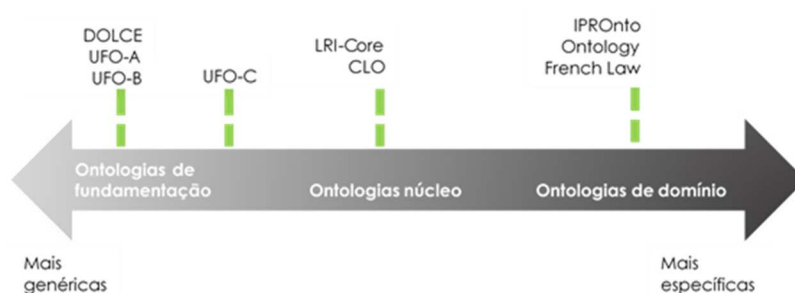 DOLCE
UFO-A
UFO-B
UFO-C
LRI-Core
CLO
IPROnto
Ontology
French Law
Ontologias de
fundamentação
Ontologias núcleo
Ontologias de domínio
Mais
genéricas
Mais
específicas